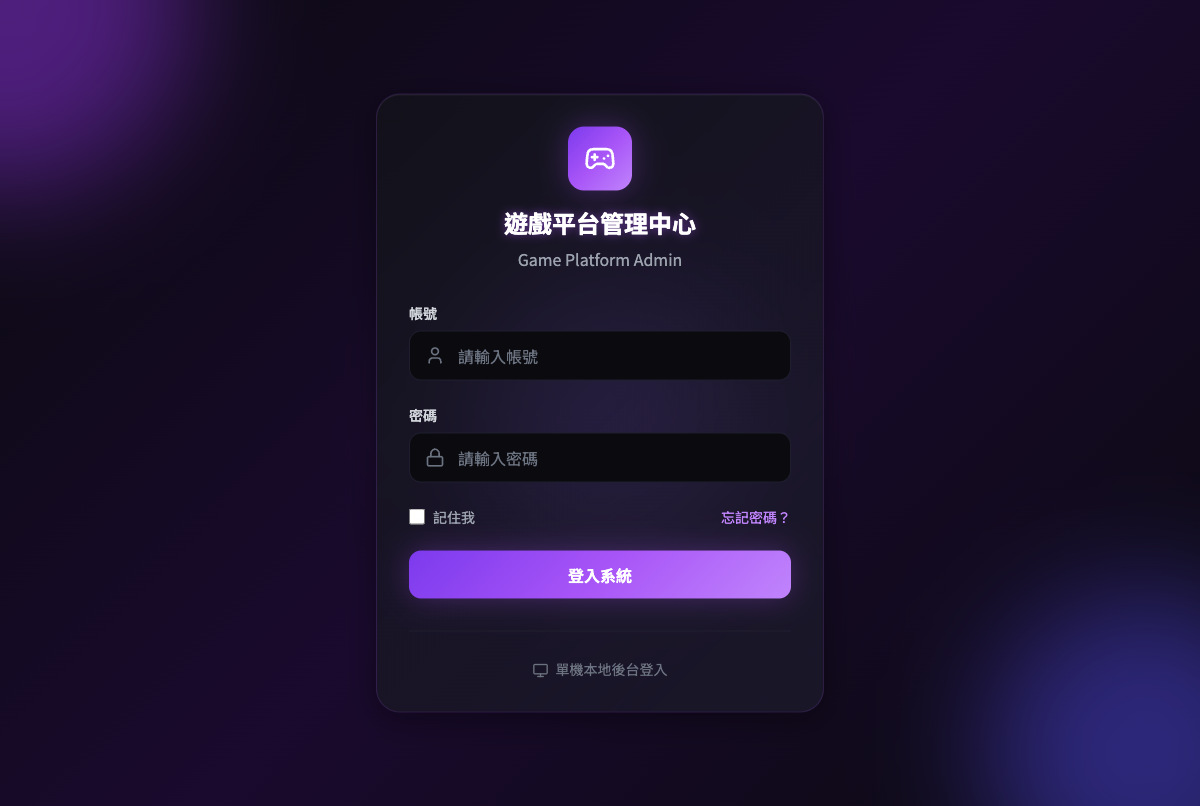 遊戲平台管理中心
Game Platform Admin
帳號
請輸入帳號
密碼
請輸入密碼
記住我 忘記密碼？
登入系統
單機本地後台登入